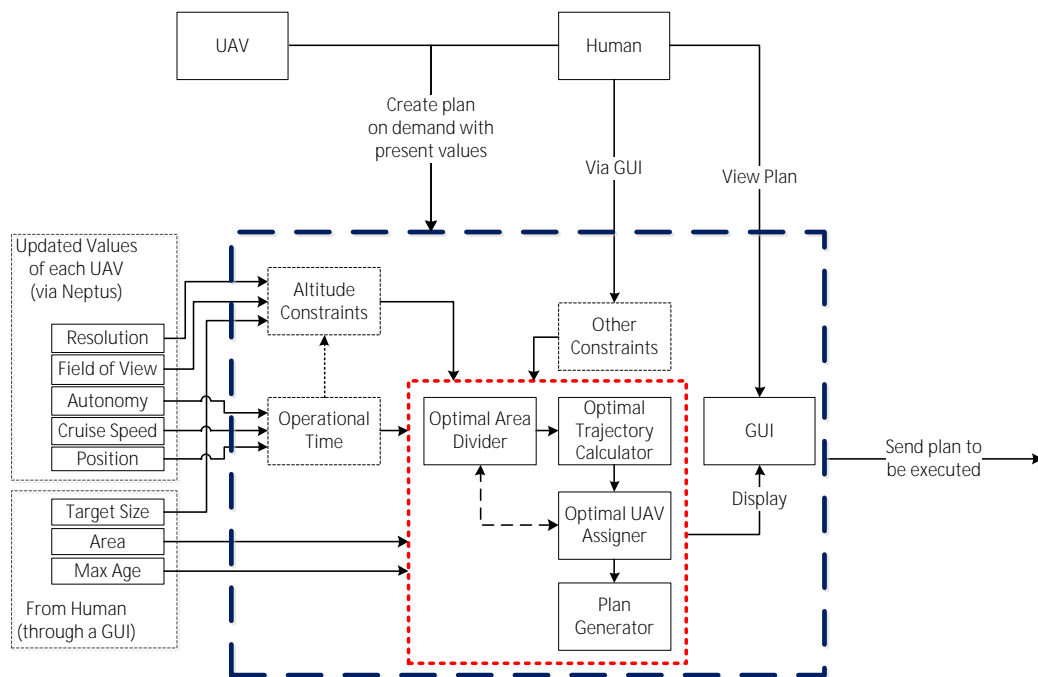 UAV
Human
Create plan
on demand with
present values
Via GUI
View Plan
Updated Values
of each UAV
(via Neptus)
Resolution
Field of View
Autonomy
Cruise Speed
Position
Altitude
Constraints
Other
Constraints
Operational
Time
Optimal Area
Divider
Optimal
Trajectory
Calculator
GUI
Send plan to
be executed
Display
Target Size
Area
Max Age
From Human
(through a GUI)
Optimal UAV
Assigner
Plan
Generator